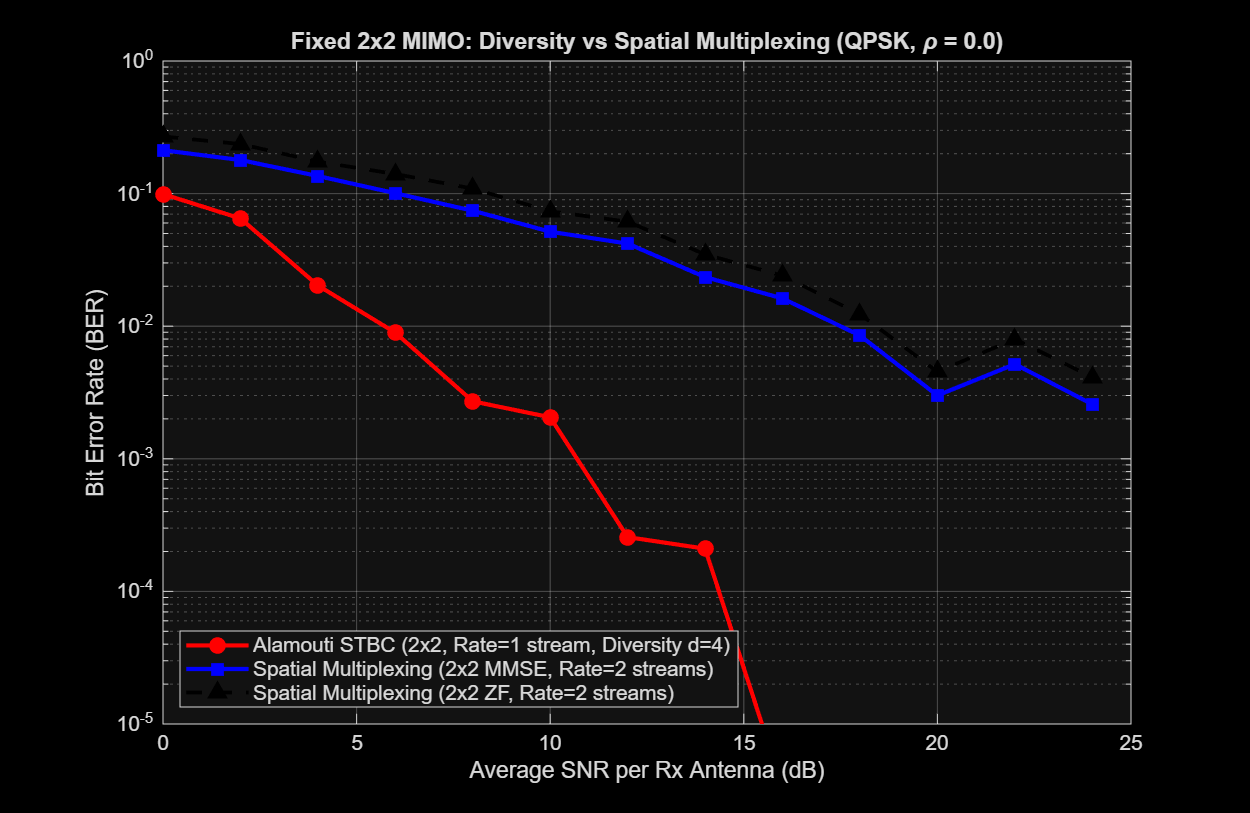 Fixed 2x2 MIMO: Diversity vs Spatial Multiplexing (QPSK, ρ = 0.0)
10^0
10^-1
10^-2
10^-3
10^-4
10^-5
Bit Error Rate (BER)
Alamouti STBC (2x2, Rate=1 stream, Diversity d=4)
Spatial Multiplexing (2x2 MMSE, Rate=2 streams)
Spatial Multiplexing (2x2 ZF, Rate=2 streams)
0 5 10 15 20 25
Average SNR per Rx Antenna (dB)